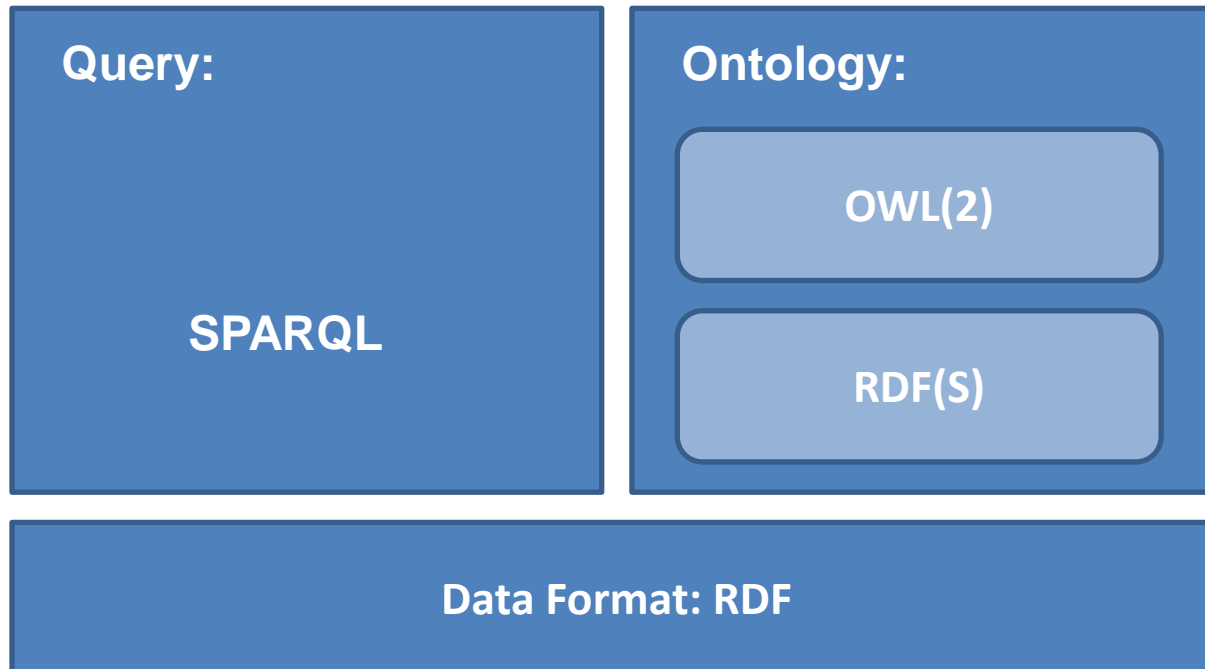 Query:
SPARQL
Ontology:
OWL(2)
RDF(S)
Data Format: RDF